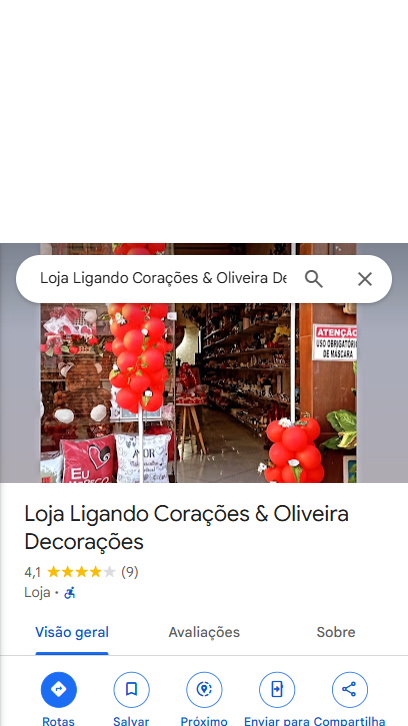 Loja Ligando Corações & Oliveira De
ATENÇÃO
USO OBRIGATÓRIO
DE MÁSCARA
EU
AMOR
Loja Ligando Corações & Oliveira
Decorações
4,1 (9)
Loja ·
Visão geral Avaliações Sobre
Rotas Salvar Próximo Enviar para Compartilha